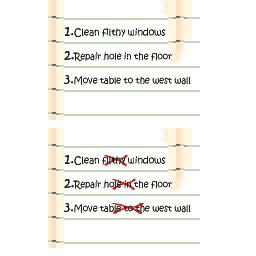 1.Clean filthy windows
2.Repair hole in the floor
3.Move table to the west wall
1.Clean filthy windows
2.Repair hole in the floor
3.Move table to the west wall